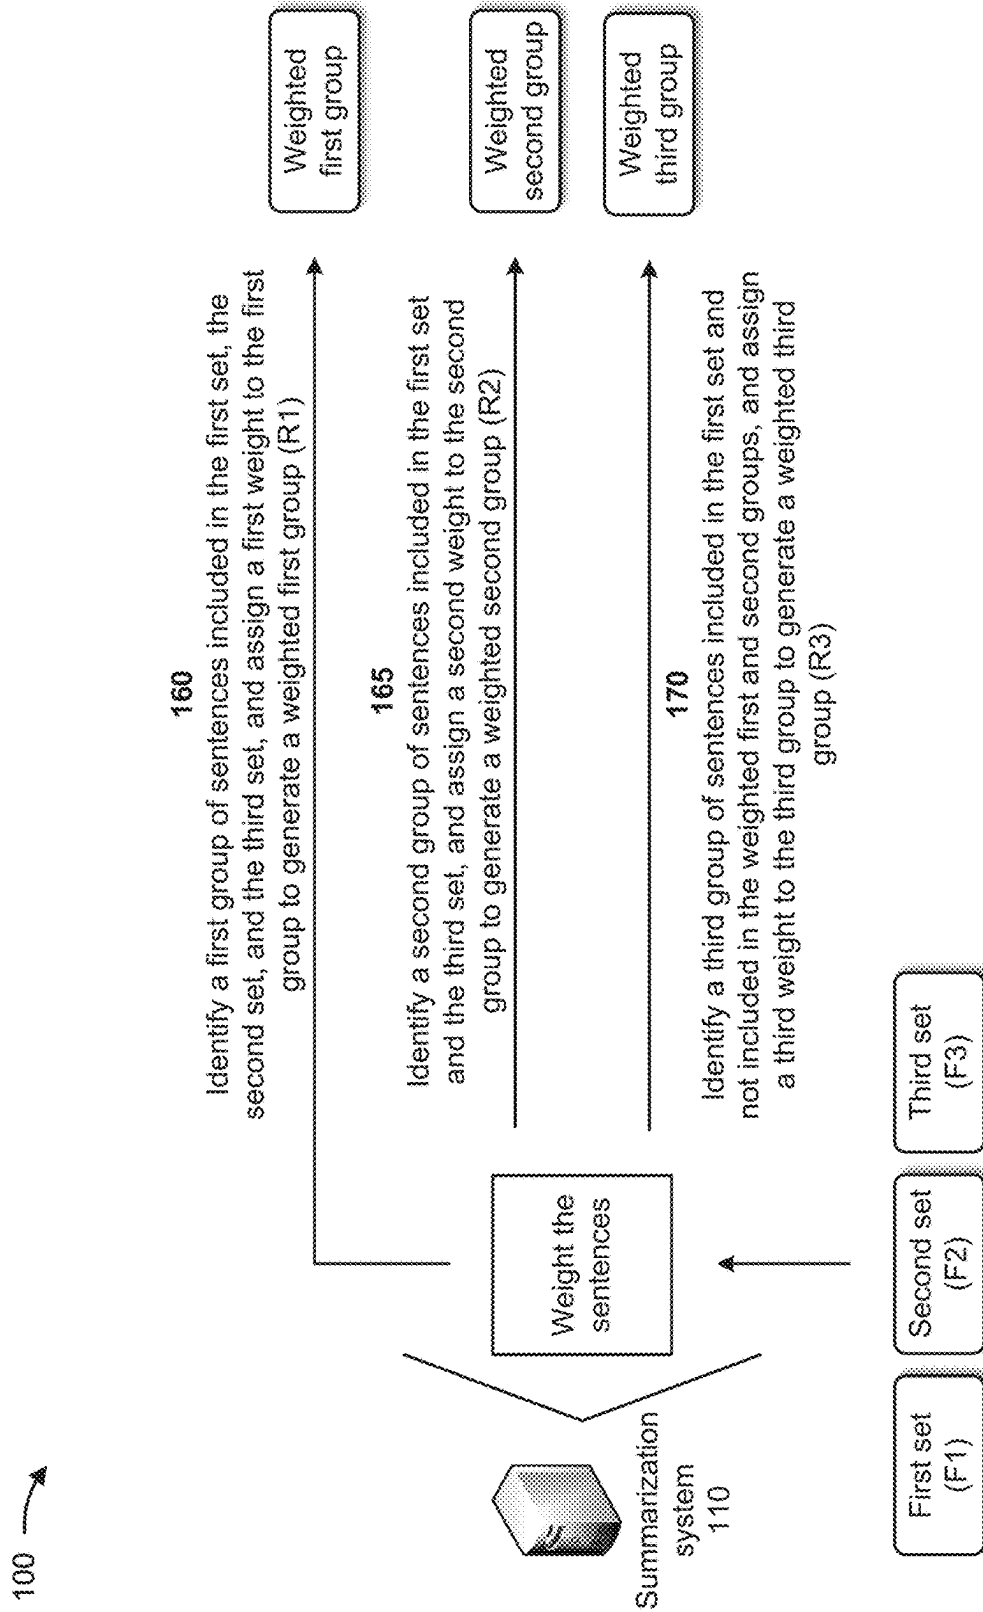 100
160
Identify a first group of sentences included in the first set, the
second set, and the third set, and assign a first weight to the first
group to generate a weighted first group (R1)
Weighted
first group
165
Identify a second group of sentences included in the first set
and the third set, and assign a second weight to the second
group to generate a weighted second group (R2)
Weighted
second group
Weight the
sentences
Summarization
system
110
170
Identify a third group of sentences included in the first set and
not included in the weighted first and second groups, and assign
a third weight to the third group to generate a weighted third
group (R3)
Weighted
third group
First set
(F1)
Second set
(F2)
Third set
(F3)